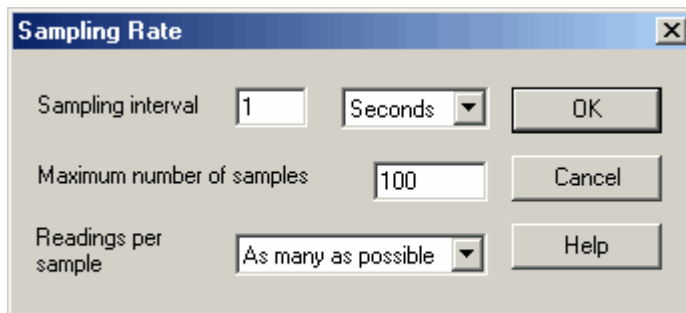 Sampling Rate
Sampling interval 1 Seconds OK
Maximum number of samples 100 Cancel
Readings per
sample As many as possible Help